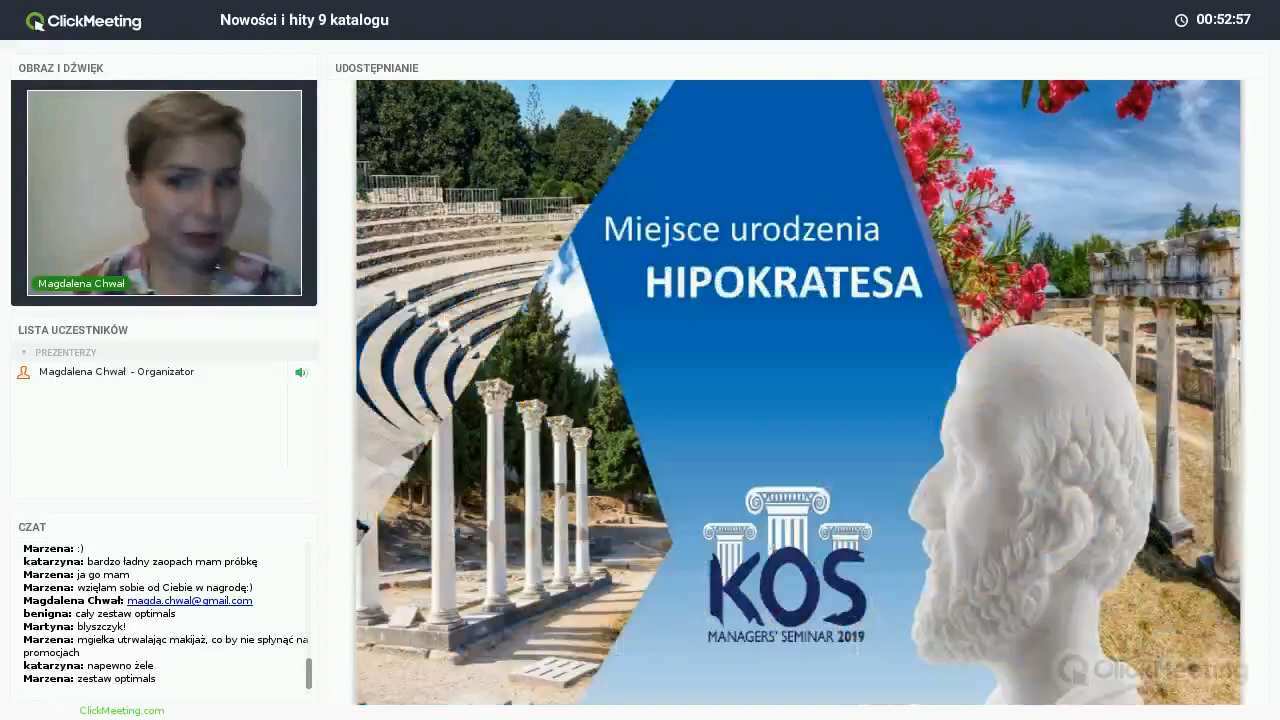 ClickMeeting
Nowości i hity 9 katalogu
00:52:57
OBRAZ I DŹWIĘK
Magdalena Chwał
LISTA UCZESTNIKÓW
PREZENTERZY
Magdalena Chwał - Organizator
CZAT
Marzena: :)
katarzyna: bardzo ładny zaopach mam próbkę
Marzena: ja go mam
Marzena: wzięłam sobie od Ciebie w nagrodę:)
Magdalena Chwał: magda.chwal@gmail.com
benigna: cały zestaw optimals
Martyna: błyszczyk!
Marzena: mgiełka utrwalając makijaż, co by nie spłynąć na
promocjach
katarzyna: napewno żele
Marzena: zestaw optimals
ClickMeeting.com
UDOSTĘPNIANIE
Miejsce urodzenia
HIPOKRATESA
KOS
MANAGERS' SEMINAR 2019
ClickMeeting